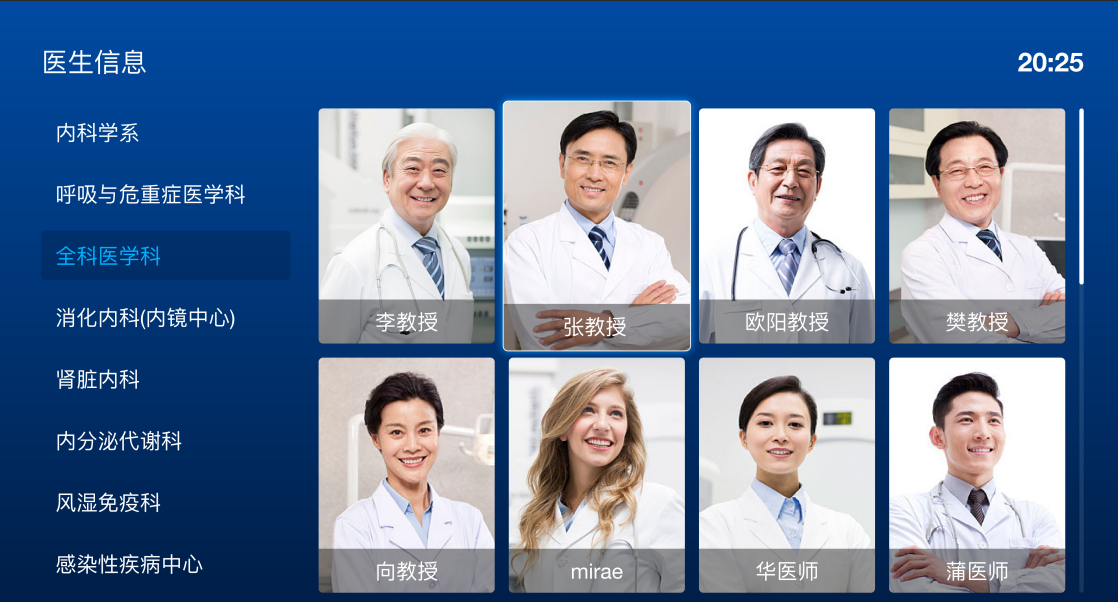 医生信息
20:25
内科学系
呼吸与危重症医学科
全科医学科
消化内科(内镜中心)
肾脏内科
内分泌代谢科
风湿免疫科
感染性疾病中心
李教授
张教授
欧阳教授
樊教授
向教授
mirae
华医师
蒲医师